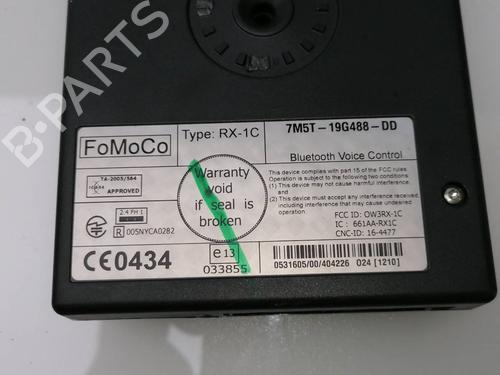 B-PARTS
FoMoCo
Type: RX-1C
7M5T-19G488-DD
Bluetooth Voice Control
TA-2005/564
APPROVED
Warranty
void
if seal is
broken
This device complies with part 15 of the FCC rules.
Operation is subject to the following two conditions:
(1) This device may not cause harmful interference,
and
(2) this device must accept any interference
received, including interference that may
cause undesired operation.
2.4 FH 1
R 005NYCA0282
FCC ID: OW3RX-1C
IC : 661AA-RX1C
CNC-ID: 16-4477
CE0434
e13
033855
0531605/00/404226 024 [1210]